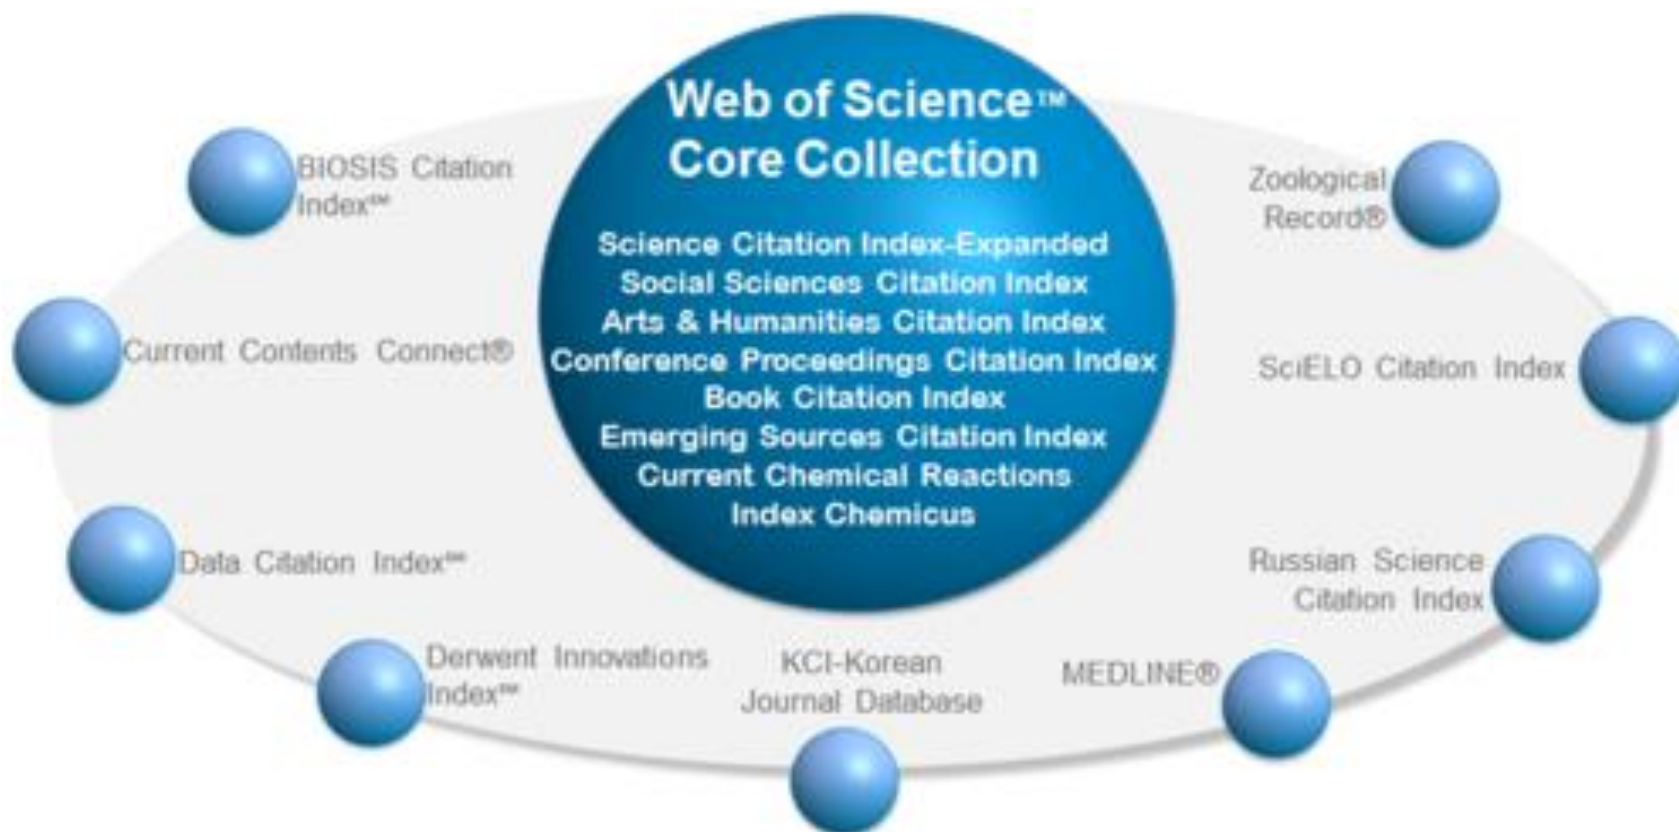 Web of Science™
Core Collection
Science Citation Index-Expanded
Social Sciences Citation Index
Arts & Humanities Citation Index
Conference Proceedings Citation Index
Book Citation Index
Emerging Sources Citation Index
Current Chemical Reactions
Index Chemicus
BIOSIS Citation
Index℠
Current Contents Connect®
Data Citation Index℠
Derwent Innovations
Index℠
KCI-Korean
Journal Database
MEDLINE®
Russian Science
Citation Index
SciELO Citation Index
Zoological
Record®